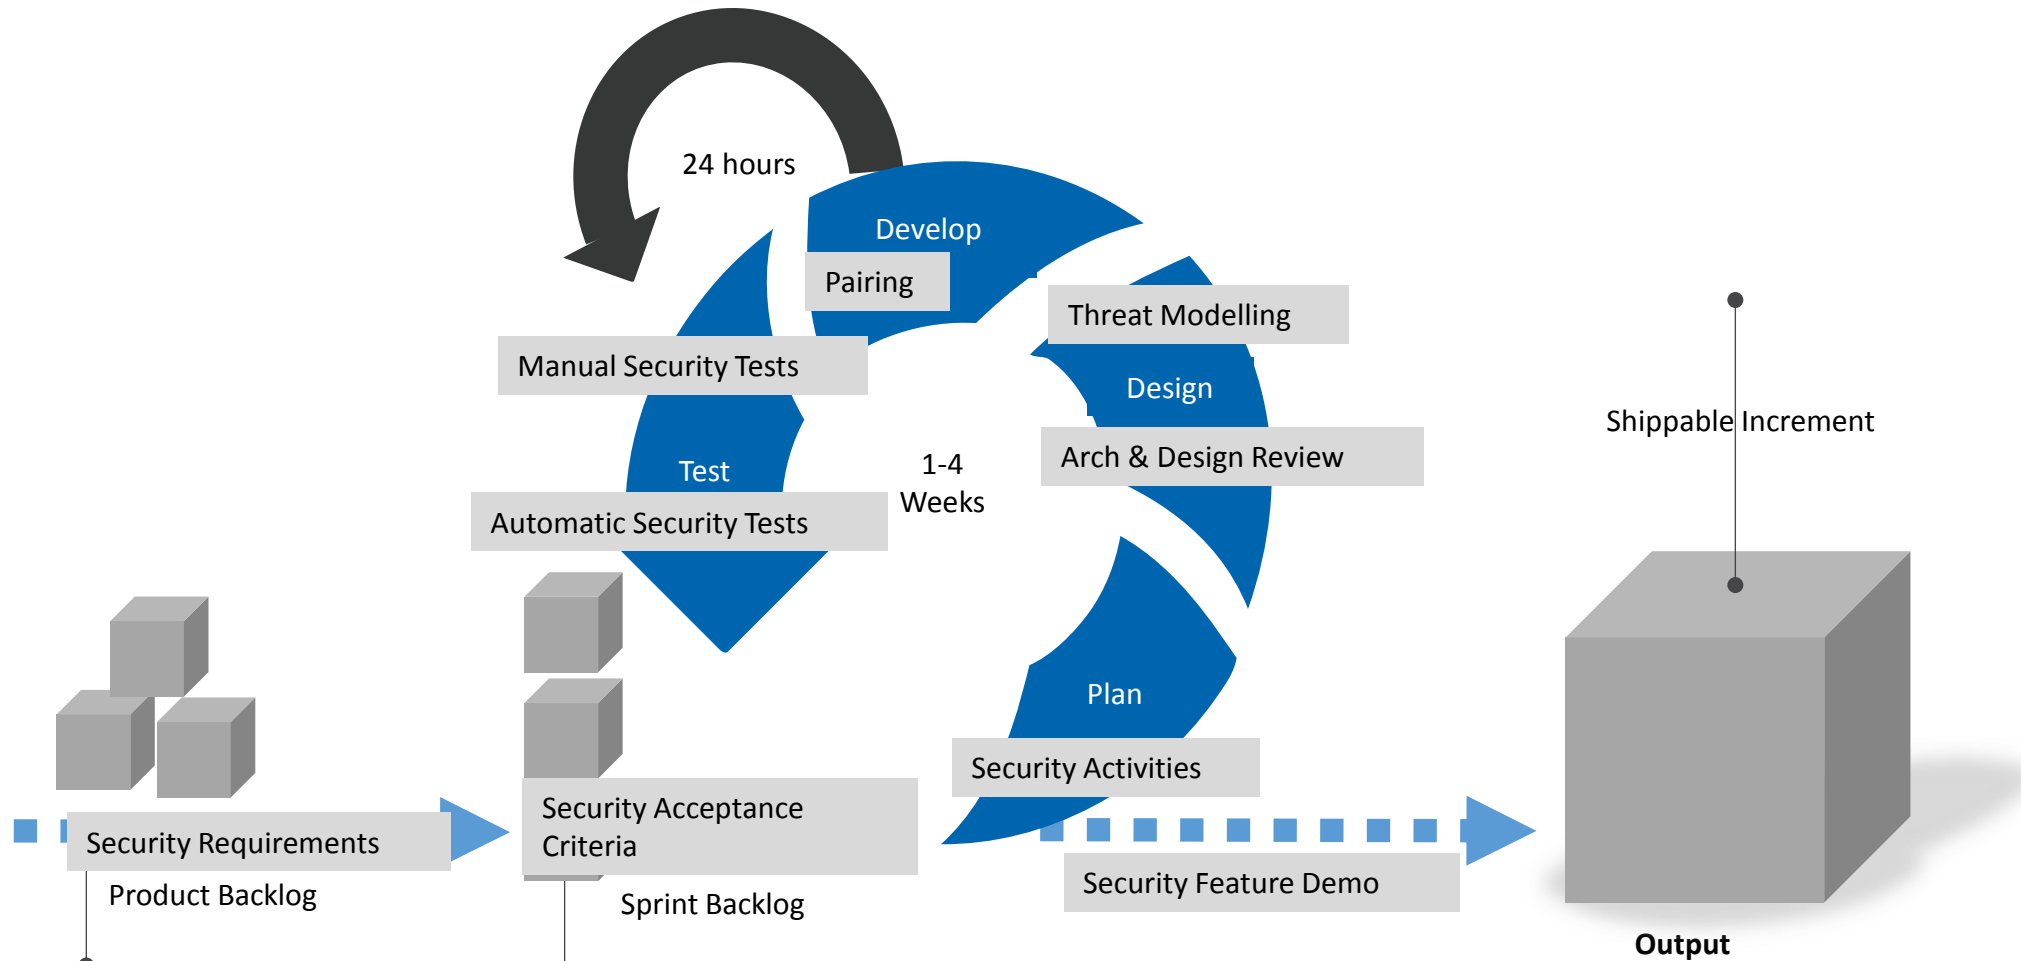 24 hours
Develop
Pairing
Threat Modelling
Manual Security Tests
Design
Shippable Increment
Arch & Design Review
1-4
Weeks
Test
Automatic Security Tests
Plan
Security Activities
Security Acceptance
Criteria
Security Requirements
Security Feature Demo
Product Backlog
Sprint Backlog
Output